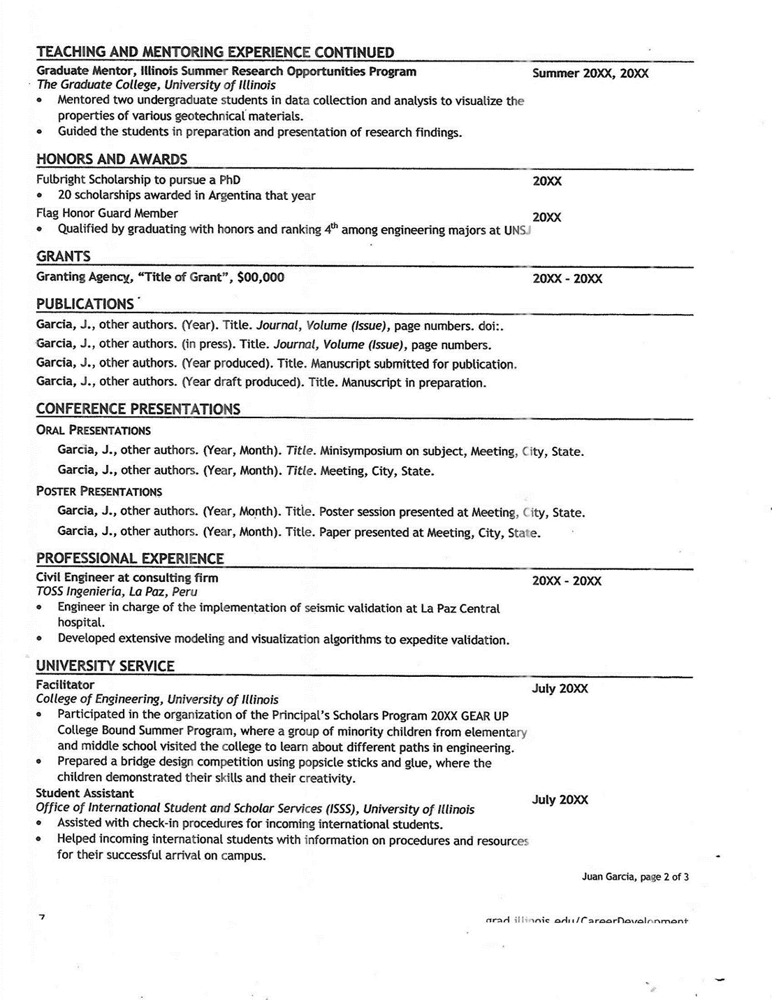 TEACHING AND MENTORING EXPERIENCE CONTINUED
Graduate Mentor, Illinois Summer Research Opportunities Program Summer 20XX, 20XX
The Graduate College, University of Illinois
• Mentored two undergraduate students in data collection and analysis to visualize the
properties of various geotechnical materials.
• Guided the students in preparation and presentation of research findings.
HONORS AND AWARDS
Fulbright Scholarship to pursue a PhD 20XX
• 20 scholarships awarded in Argentina that year
Flag Honor Guard Member 20XX
• Qualified by graduating with honors and ranking 4th among engineering majors at UNSJ
GRANTS
Granting Agency, “Title of Grant”, $00,000 20XX - 20XX
PUBLICATIONS
Garcia, J., other authors. (Year). Title. Journal, Volume (Issue), page numbers. doi:.
Garcia, J., other authors. (in press). Title. Journal, Volume (Issue), page numbers.
Garcia, J., other authors. (Year produced). Title. Manuscript submitted for publication.
Garcia, J., other authors. (Year draft produced). Title. Manuscript in preparation.
CONFERENCE PRESENTATIONS
ORAL PRESENTATIONS
Garcia, J., other authors. (Year, Month). Title. Minisymposium on subject, Meeting, City, State.
Garcia, J., other authors. (Year, Month). Title. Meeting, City, State.
POSTER PRESENTATIONS
Garcia, J., other authors. (Year, Month). Title. Poster session presented at Meeting, City, State.
Garcia, J., other authors. (Year, Month). Title. Paper presented at Meeting, City, State.
PROFESSIONAL EXPERIENCE
Civil Engineer at consulting firm 20XX - 20XX
TOSS Ingenieria, La Paz, Peru
• Engineer in charge of the implementation of seismic validation at La Paz Central
hospital.
• Developed extensive modeling and visualization algorithms to expedite validation.
UNIVERSITY SERVICE
Facilitator July 20XX
College of Engineering, University of Illinois
• Participated in the organization of the Principal's Scholars Program 20XX GEAR UP
College Bound Summer Program, where a group of minority children from elementary
and middle school visited the college to learn about different paths in engineering.
• Prepared a bridge design competition using popsicle sticks and glue, where the
children demonstrated their skills and their creativity.
Student Assistant July 20XX
Office of International Student and Scholar Services (ISSS), University of Illinois
• Assisted with check-in procedures for incoming international students.
• Helped incoming international students with information on procedures and resources
for their successful arrival on campus.
Juan Garcia, page 2 of 3
7 grad.illinois.edu/CareerDevelopment